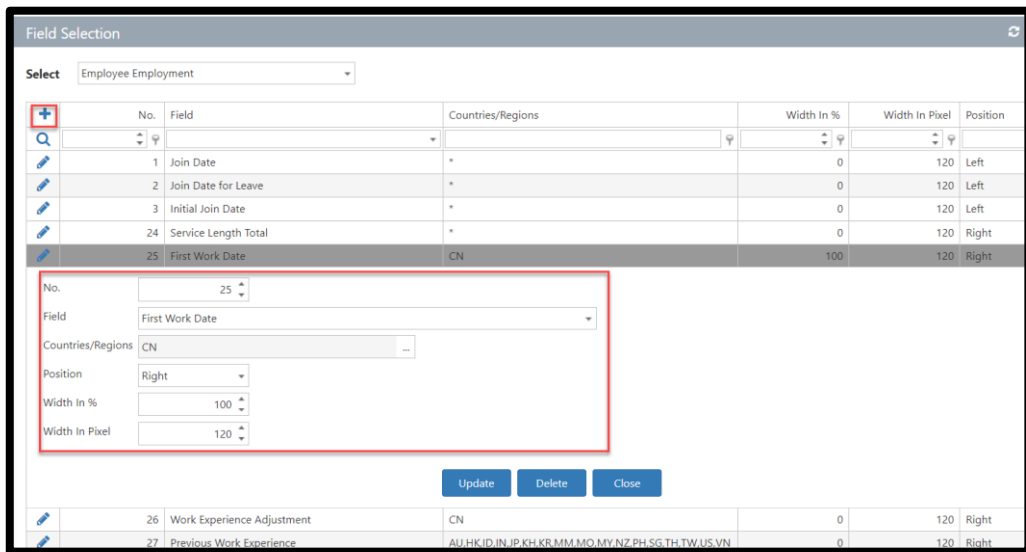 Field Selection
Select Employee Employment
No. Field Countries/Regions Width In % Width In Pixel Position
1 Join Date * 0 120 Left
2 Join Date for Leave * 0 120 Left
3 Initial Join Date * 0 120 Left
24 Service Length Total * 0 120 Right
25 First Work Date CN 100 120 Right
No. 25
Field First Work Date
Countries/Regions CN ...
Position Right
Width In % 100
Width In Pixel 120
Update Delete Close
26 Work Experience Adjustment CN 0 120 Right
27 Previous Work Experience AU,HK,ID,IN,JP,KH,KR,MM,MO,MY,NZ,PH,SG,TH,TW,US,VN 0 120 Right